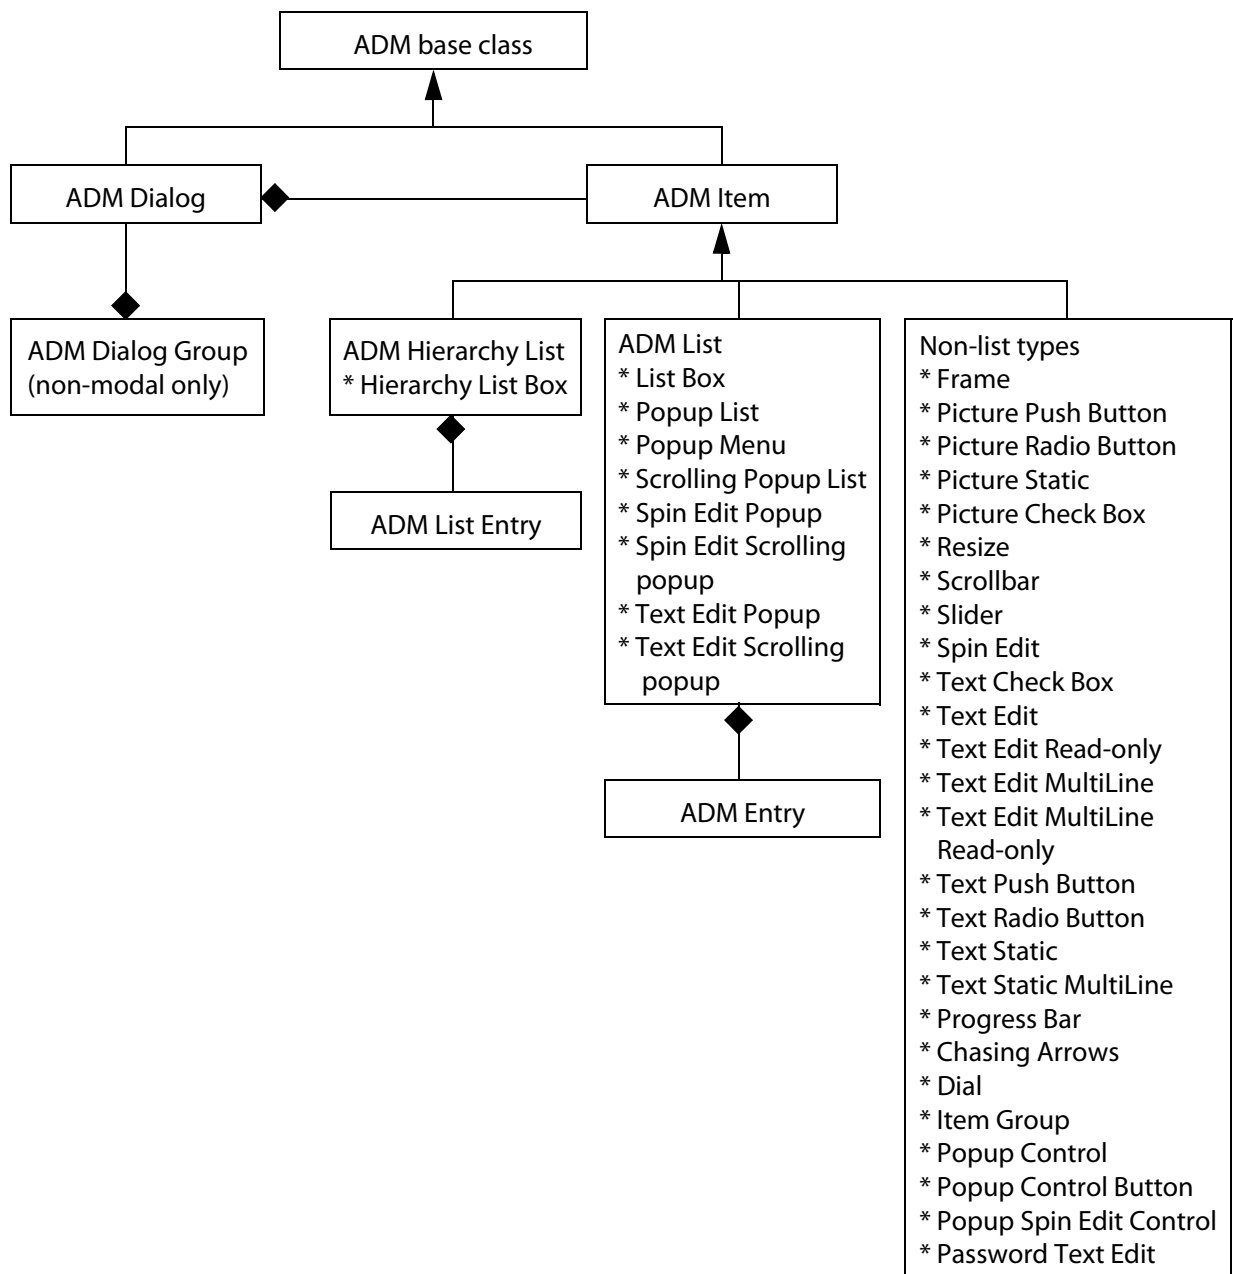 ADM base class
ADM Dialog
ADM Item
ADM Dialog Group
(non-modal only)
ADM Hierarchy List
* Hierarchy List Box
ADM List Entry
ADM List
* List Box
* Popup List
* Popup Menu
* Scrolling Popup List
* Spin Edit Popup
* Spin Edit Scrolling
popup
* Text Edit Popup
* Text Edit Scrolling
popup
ADM Entry
Non-list types
* Frame
* Picture Push Button
* Picture Radio Button
* Picture Static
* Picture Check Box
* Resize
* Scrollbar
* Slider
* Spin Edit
* Text Check Box
* Text Edit
* Text Edit Read-only
* Text Edit MultiLine
* Text Edit MultiLine
Read-only
* Text Push Button
* Text Radio Button
* Text Static
* Text Static MultiLine
* Progress Bar
* Chasing Arrows
* Dial
* Item Group
* Popup Control
* Popup Control Button
* Popup Spin Edit Control
* Password Text Edit